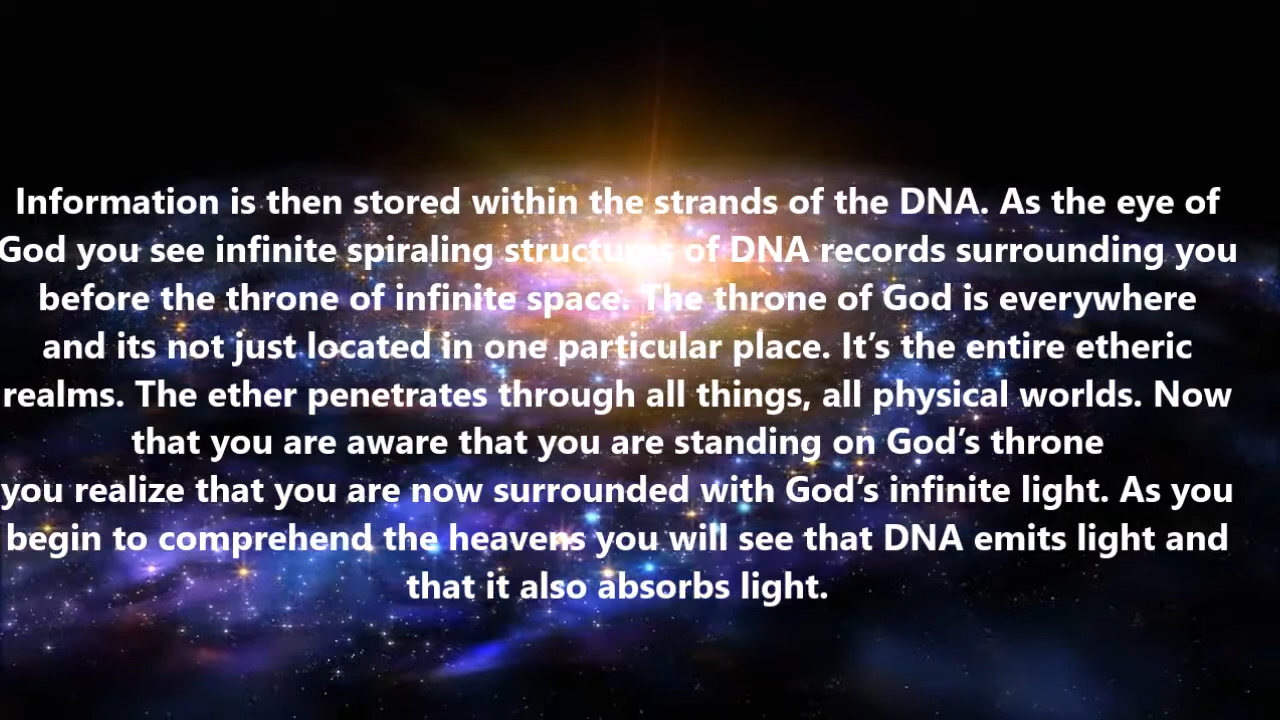 Information is then stored within the strands of the DNA. As the eye of
God you see infinite spiraling structures of DNA records surrounding you
before the throne of infinite space. The throne of God is everywhere
and its not just located in one particular place. It’s the entire etheric
realms. The ether penetrates through all things, all physical worlds. Now
that you are aware that you are standing on God’s throne
you realize that you are now surrounded with God’s infinite light. As you
begin to comprehend the heavens you will see that DNA emits light and
that it also absorbs light.